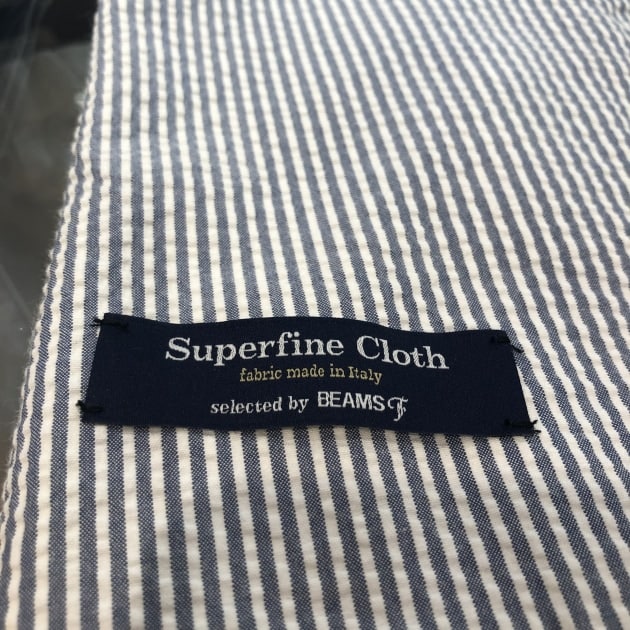 Superfine Cloth
fabric made in Italy
selected by BEAMS F